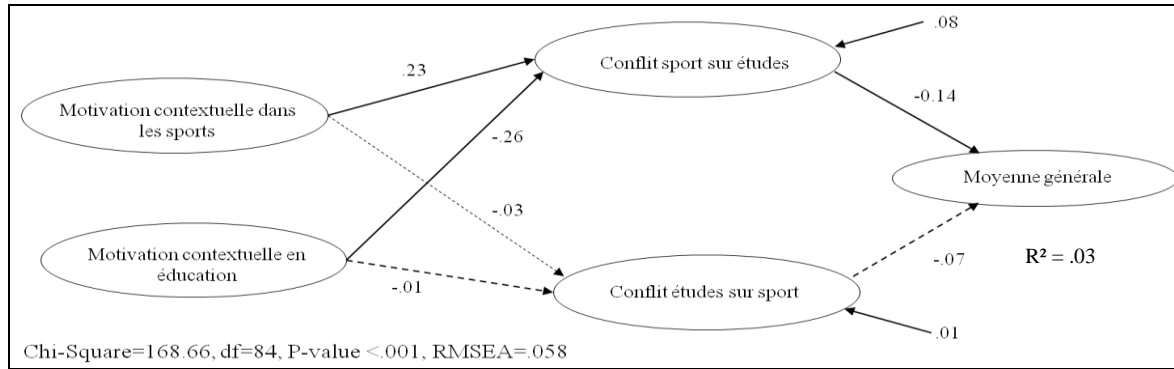 .08
Conflit sport sur études
.23
-0.14
Motivation contextuelle dans
les sports
-.26
Moyenne générale
-.03
Motivation contextuelle en
éducation
-.07
R² = .03
-.01
Conflit études sur sport
.01
Chi-Square=168.66, df=84, P-value <.001, RMSEA=.058